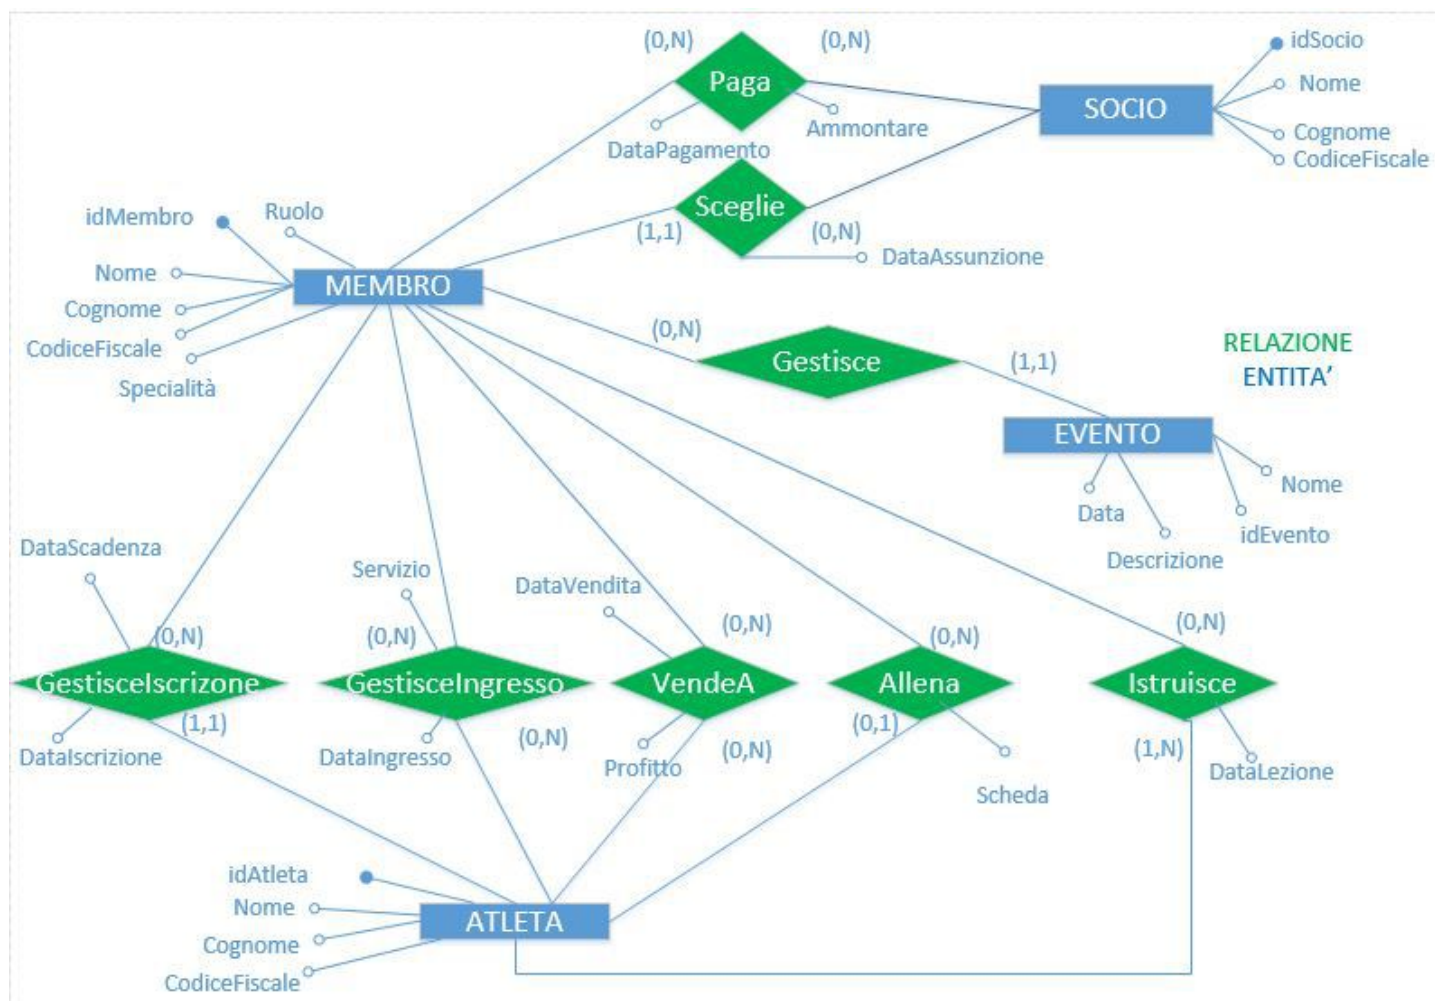 (0,N)
(0,N)
idSocio
Paga
Nome
SOCIO
Ammontare
Cognome
DataPagamento
CodiceFiscale
idMembro
Ruolo
Sceglie
(1,1)
(0,N)
DataAssunzione
Nome
MEMBRO
Cognome
CodiceFiscale
Specialità
(0,N)
Gestisce
(1,1)
RELAZIONE
ENTITA’
EVENTO
Nome
Data
idEvento
Descrizione
DataScadenza
Servizio
DataVendita
(0,N)
(0,N)
(0,N)
(0,N)
(0,N)
GestisceIscrizone
GestisceIngresso
VendeA
Allena
Istruisce
(1,1)
(0,N)
(0,N)
(0,1)
(1,N)
DataIscrizione
DataIngresso
Profitto
Scheda
DataLezione
idAtleta
Nome
ATLETA
Cognome
CodiceFiscale